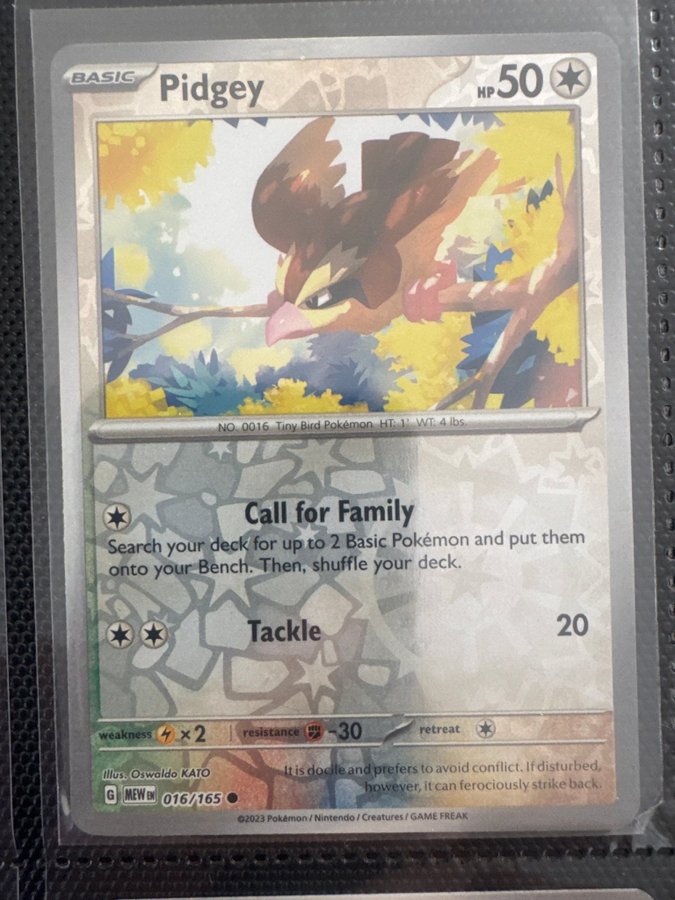 BASIC Pidgey HP 50
NO. 0016 Tiny Bird Pokémon HT: 1' WT: 4 lbs.
Call for Family
Search your deck for up to 2 Basic Pokémon and put them
onto your Bench. Then, shuffle your deck.
Tackle 20
weakness ×2 resistance -30 retreat
Illus. Oswaldo KATO
It is docile and prefers to avoid conflict. If disturbed,
however, it can ferociously strike back.
G MEW EN 016/165
©2023 Pokémon / Nintendo / Creatures / GAME FREAK